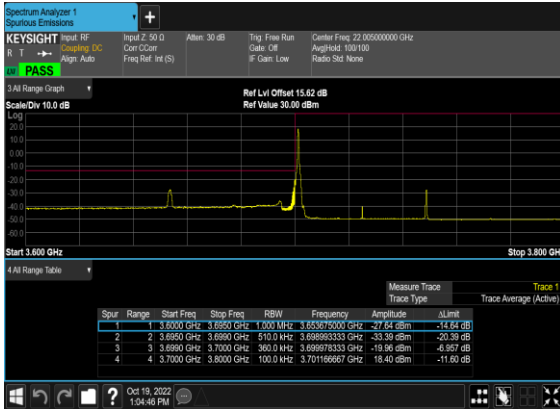 Spectrum Analyzer 1
Spurious Emissions
+
KEYSIGHT Input: RF Input Z: 50 Ω Atten: 30 dB Trig: Free Run Center Freq: 22.005000000 GHz
R T Coupling: DC Corr CCorr Gate: Off Avg|Hold: 100/100
Align: Auto Freq Ref: Int (S) IF Gain: Low Radio Std: None
PASS
3 All Range Graph Ref Lvl Offset 15.62 dB
Scale/Div 10.0 dB Ref Value 30.00 dBm
Log
20.0
10.0
0.00
-10.0
-20.0
-30.0
-40.0
-50.0
-60.0
Start 3.600 GHz Stop 3.800 GH
4 All Range Table
Measure Trace Trace 1
Trace Type Trace Average (Active)
Spur Range Start Freq Stop Freq RBW Frequency Amplitude ΔLimit
1 1 3.6000 GHz 3.6950 GHz 1.000 MHz 3.653675000 GHz -27.64 dBm -14.64 dB
2 2 3.6950 GHz 3.6990 GHz 510.0 kHz 3.698993333 GHz -33.39 dBm -20.39 dB
3 3 3.6990 GHz 3.7000 GHz 360.0 kHz 3.699978333 GHz -19.96 dBm -6.957 dB
4 4 3.7000 GHz 3.8000 GHz 100.0 kHz 3.701166667 GHz 18.40 dBm -11.60 dB
? Oct 19, 2022
1:04:46 PM